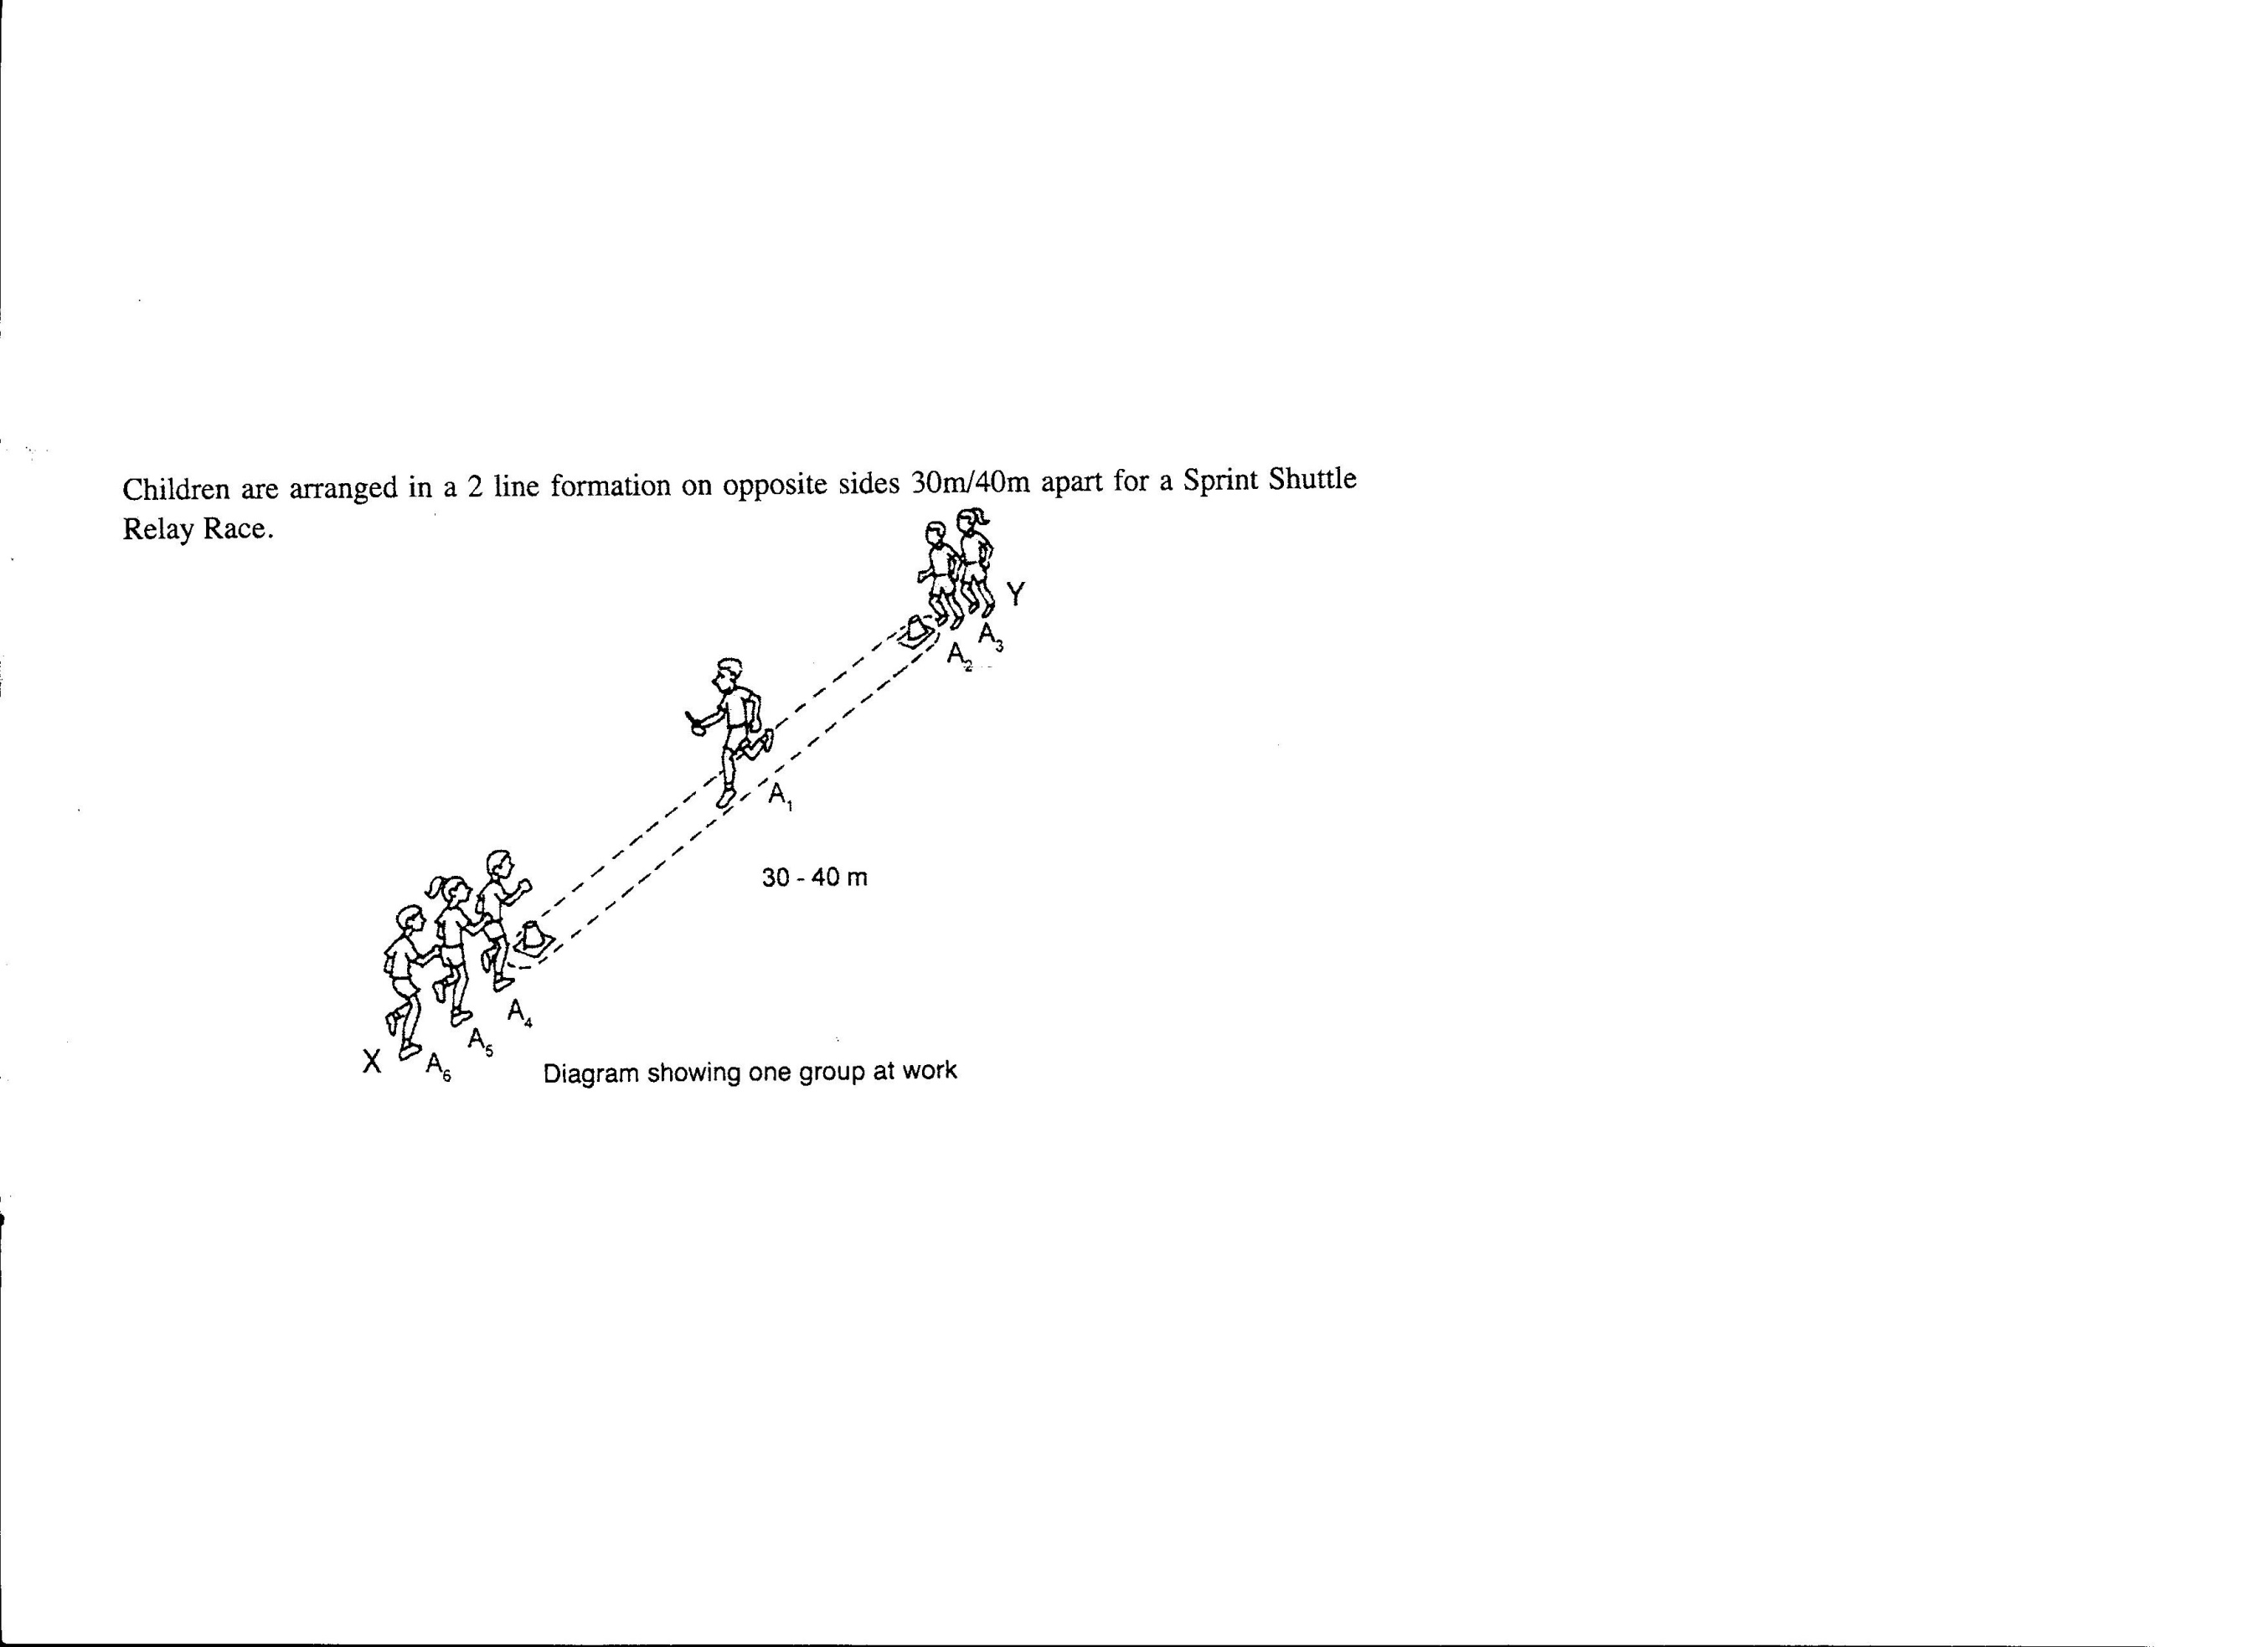 Children are arranged in a 2 line formation on opposite sides 30m/40m apart for a Sprint Shuttle
Relay Race.
Y
A3
A2
A1
30 - 40 m
A4
A5
X A6
Diagram showing one group at work